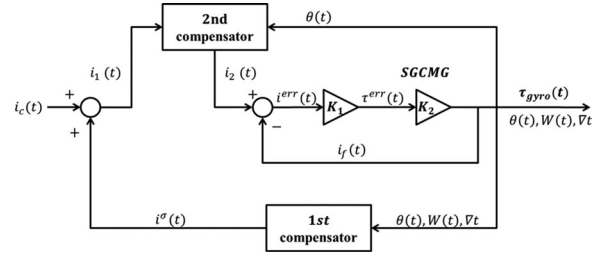 2nd
compensator
θ(t)
i₁ (t)
i₂ (t)
SGCMG
i_c(t)
+
+
+
−
i^err(t)
K₁
τ^err(t)
K₂
τ_gyro(t)
θ(t), W(t), ∇t
i_f(t)
i^σ(t)
1st
compensator
θ(t), W(t), ∇t